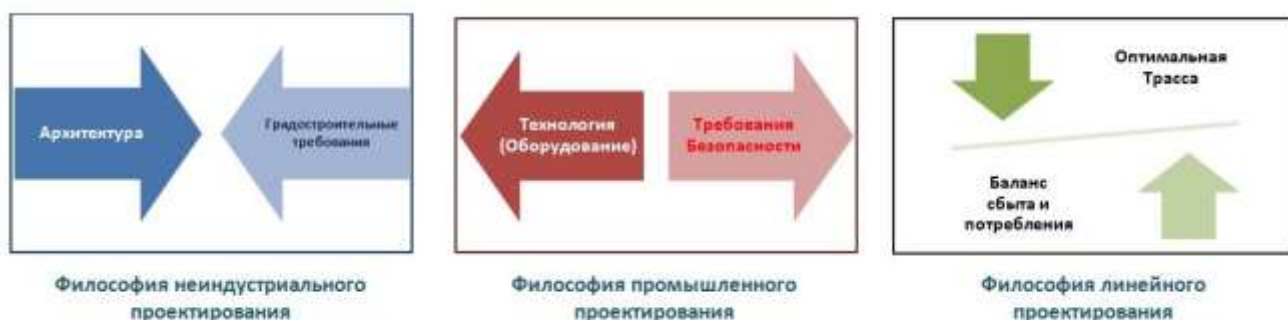 Архитектура
Градостроительные
требования
Философия неиндустриального
проектирования
Технология
(Оборудование)
Требования
Безопасности
Философия промышленного
проектирования
Оптимальная
Трасса
Баланс
сбыта и
потребления
Философия линейного
проектирования